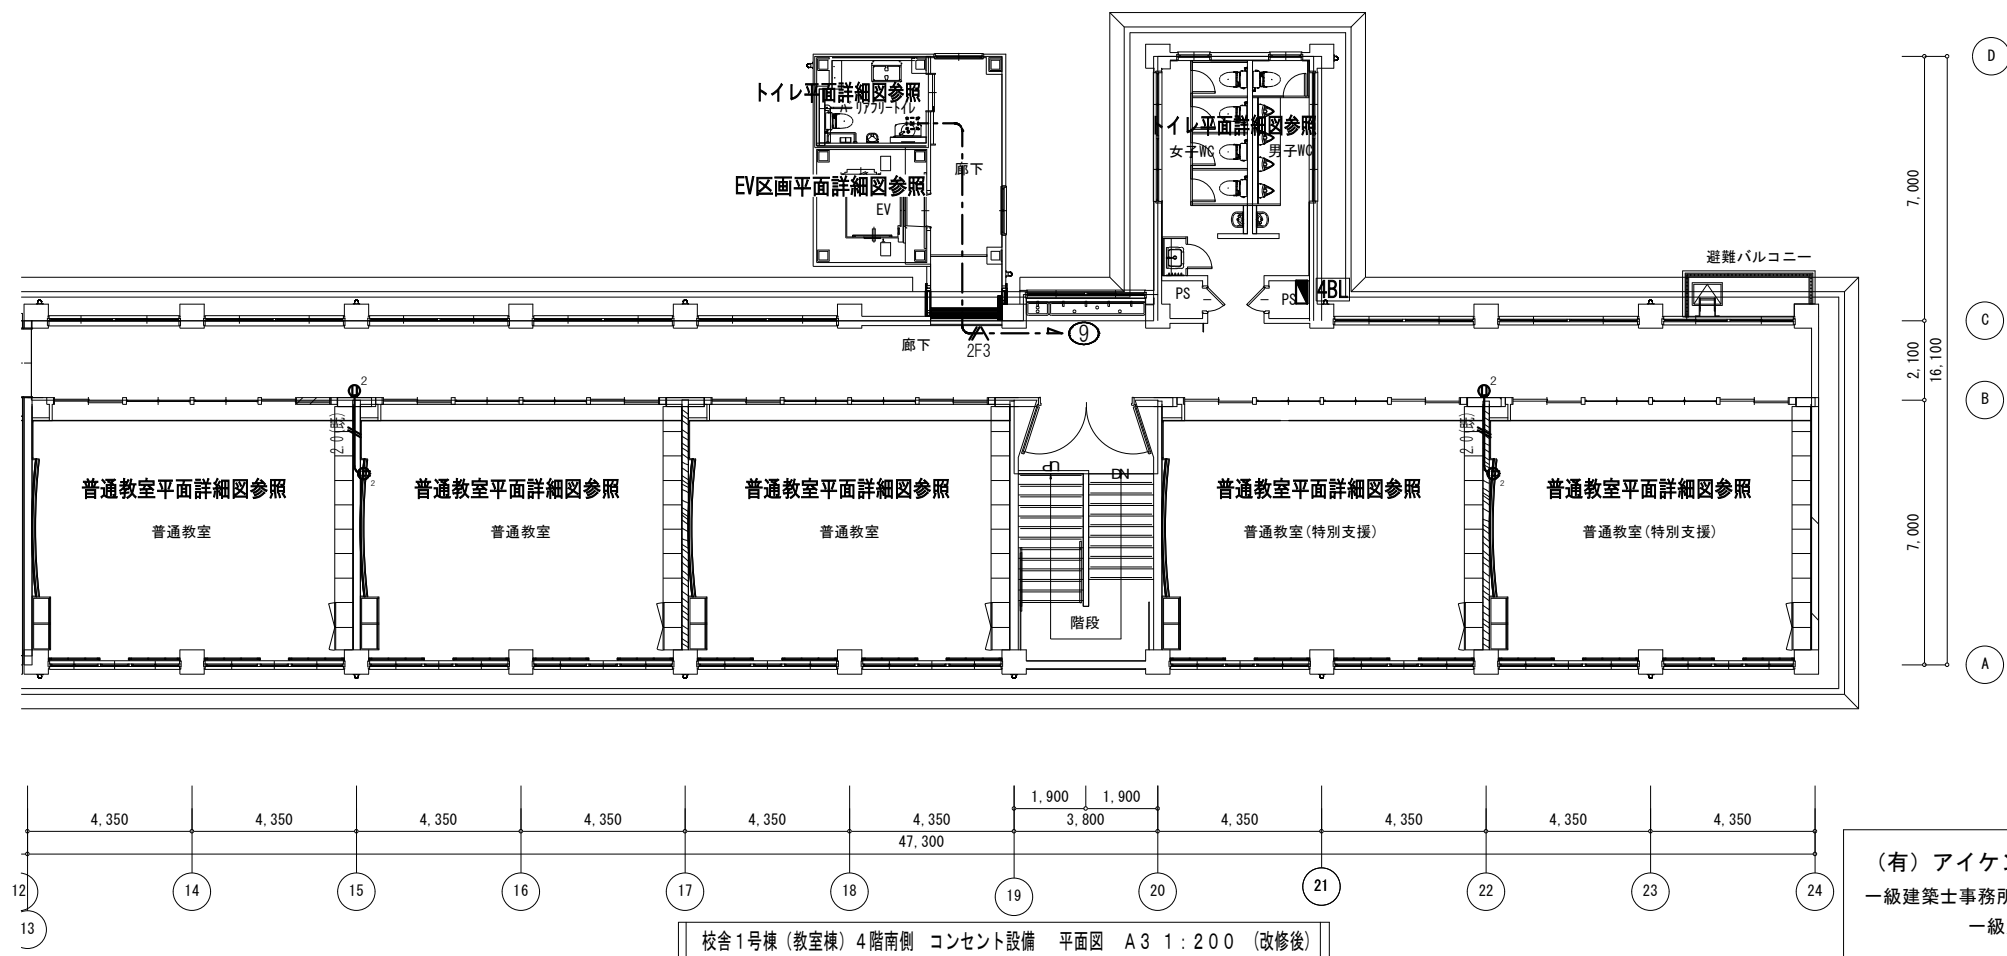 D
トイレ平面詳細図参照
バリアフリートイレ
トイレ平面詳細図参照
女子WC
男子WC
廊下
EV区画平面詳細図参照
EV
7,000
避難バルコニー
PS
PS
4BL
C
廊下
2F3
9
2,100
16,100
2
2
B
2.0(取)
2.0(取)
2
2
UP
DN
普通教室平面詳細図参照
普通教室平面詳細図参照
普通教室平面詳細図参照
普通教室平面詳細図参照
普通教室平面詳細図参照
普通教室
普通教室
普通教室
普通教室(特別支援)
普通教室(特別支援)
7,000
階段
A
1,900
1,900
4,350
4,350
4,350
4,350
4,350
4,350
3,800
4,350
4,350
4,350
4,350
47,300
12
14
15
16
17
18
19
20
21
22
23
24
13
(有) アイケン
一級建築士事務所
一級
校舎1号棟(教室棟)4階南側 コンセント設備 平面図 A3 1:200 (改修後)